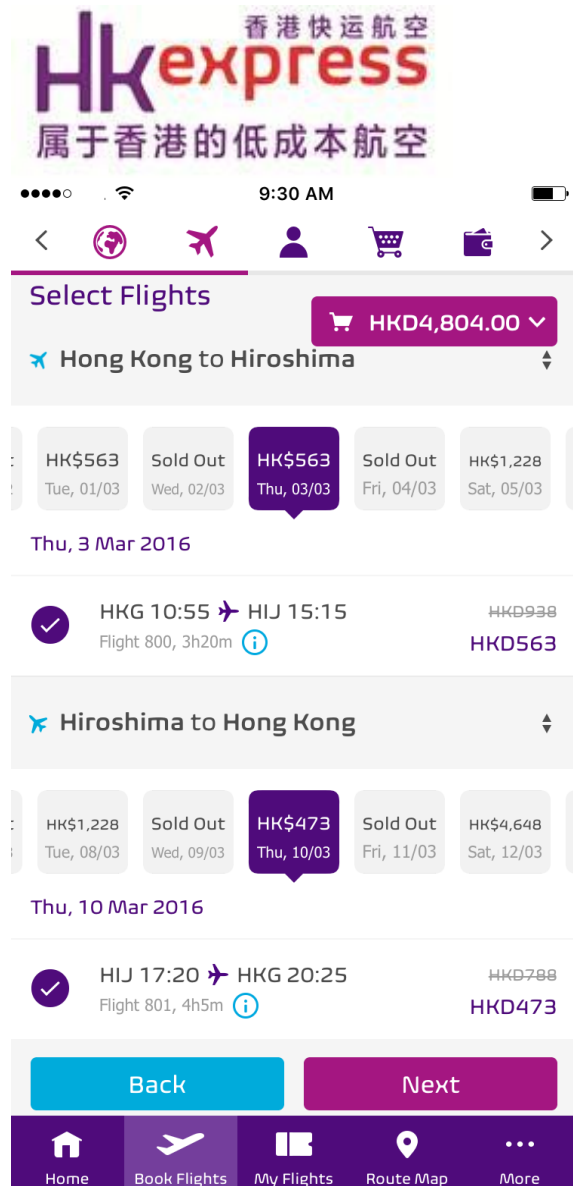 香港快运航空
HKexpress
属于香港的低成本航空
9:30 AM
Select Flights
HKD4,804.00
Hong Kong to Hiroshima
HK$563 Sold Out HK$563 Sold Out HK$1,228
Tue, 01/03 Wed, 02/03 Thu, 03/03 Fri, 04/03 Sat, 05/03
Thu, 3 Mar 2016
HKG 10:55 HIJ 15:15 HKD938
Flight 800, 3h20m HKD563
Hiroshima to Hong Kong
HK$1,228 Sold Out HK$473 Sold Out HK$4,648
Tue, 08/03 Wed, 09/03 Thu, 10/03 Fri, 11/03 Sat, 12/03
Thu, 10 Mar 2016
HIJ 17:20 HKG 20:25 HKD788
Flight 801, 4h5m HKD473
Back Next
Home Book Flights My Flights Route Map More